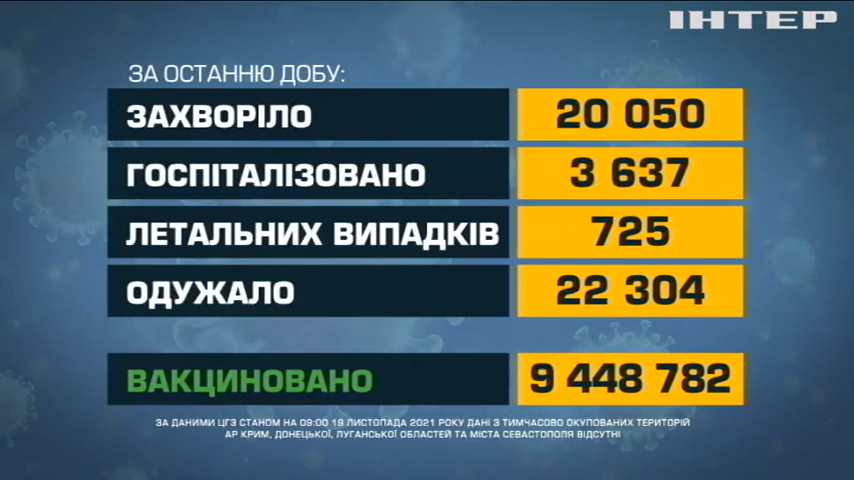 ІНТЕР
ЗА ОСТАННЮ ДОБУ:
ЗАХВОРІЛО 20 050
ГОСПІТАЛІЗОВАНО 3 637
ЛЕТАЛЬНИХ ВИПАДКІВ 725
ОДУЖАЛО 22 304
ВАКЦИНОВАНО 9 448 782
ЗА ДАНИМИ ЦГЗ СТАНОМ НА 09:00 19 ЛИСТОПАДА 2021 РОКУ ДАНІ З ТИМЧАСОВО ОКУПОВАНИХ ТЕРИТОРІЙ
АР КРИМ, ДОНЕЦЬКОЇ, ЛУГАНСЬКОЇ ОБЛАСТЕЙ ТА МІСТА СЕВАСТОПОЛЯ ВІДСУТНІ